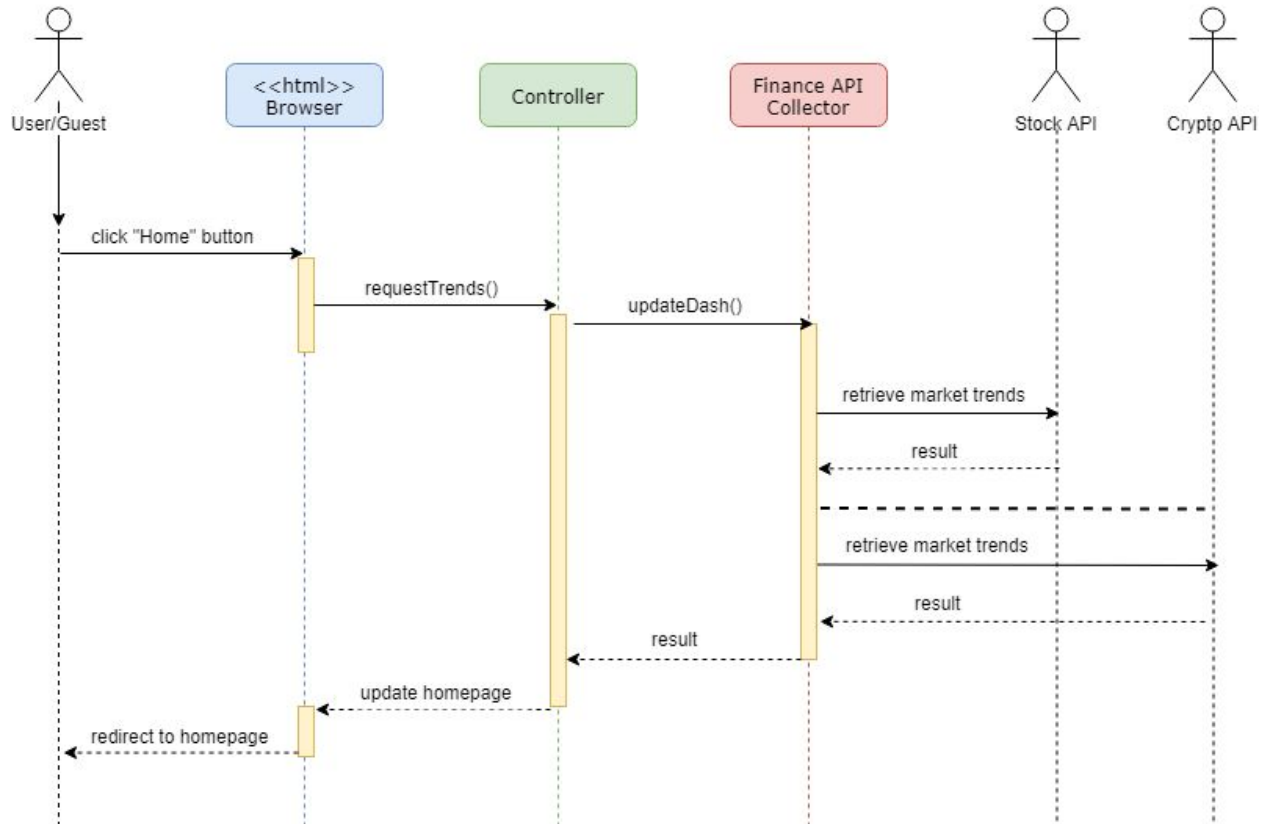 <<html>>
Browser
Controller
Finance API
Collector
User/Guest
Stock API
Crypto API
click "Home" button
requestTrends()
updateDash()
retrieve market trends
result
retrieve market trends
result
result
update homepage
redirect to homepage